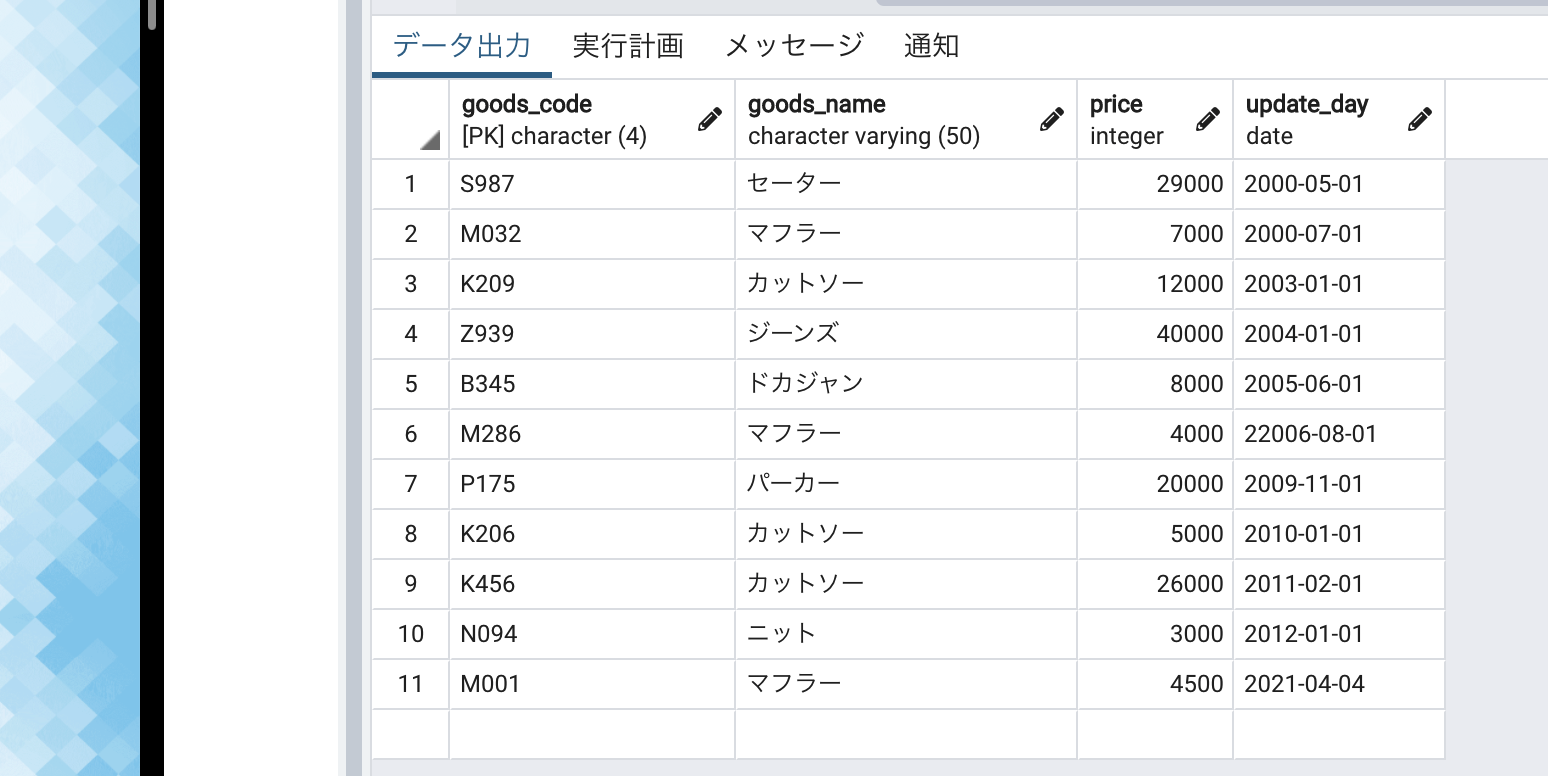 データ出力 実行計画 メッセージ 通知
goods_code goods_name price update_day
[PK] character (4) character varying (50) integer date
1 S987 セーター 29000 2000-05-01
2 M032 マフラー 7000 2000-07-01
3 K209 カットソー 12000 2003-01-01
4 Z939 ジーンズ 40000 2004-01-01
5 B345 ドカジャン 8000 2005-06-01
6 M286 マフラー 4000 22006-08-01
7 P175 パーカー 20000 2009-11-01
8 K206 カットソー 5000 2010-01-01
9 K456 カットソー 26000 2011-02-01
10 N094 ニット 3000 2012-01-01
11 M001 マフラー 4500 2021-04-04